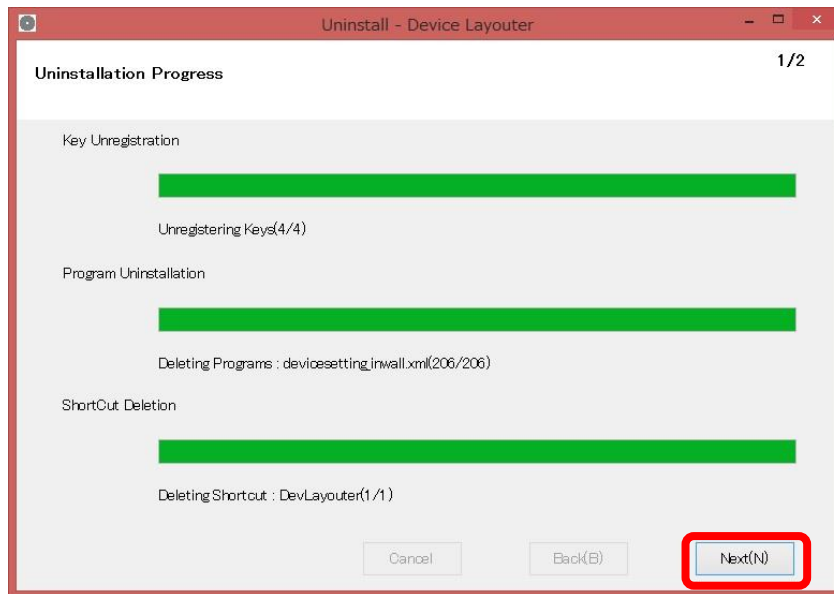 Uninstall - Device Layouter
1/2
Uninstallation Progress
Key Unregistration
Unregistering Keys(4/4)
Program Uninstallation
Deleting Programs : devicesetting_inwall.xml(206/206)
ShortCut Deletion
Deleting Shortcut : DevLayouter(1/1)
Cancel Back(B) Next(N)